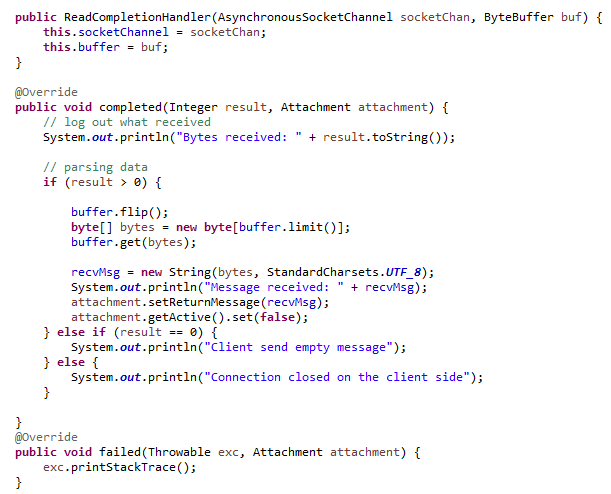 public ReadCompletionHandler(AsynchronousSocketChannel socketChan, ByteBuffer buf) {
    this.socketChannel = socketChan;
    this.buffer = buf;
}

@Override
public void completed(Integer result, Attachment attachment) {
    // log out what received
    System.out.println("Bytes received: " + result.toString());

    // parsing data
    if (result > 0) {

        buffer.flip();
        byte[] bytes = new byte[buffer.limit()];
        buffer.get(bytes);

        recvMsg = new String(bytes, StandardCharsets.UTF_8);
        System.out.println("Message received: " + recvMsg);
        attachment.setReturnMessage(recvMsg);
        attachment.getActive().set(false);
    } else if (result == 0) {
        System.out.println("Client send empty message");
    } else {
        System.out.println("Connection closed on the client side");
    }

}
@Override
public void failed(Throwable exc, Attachment attachment) {
    exc.printStackTrace();
}